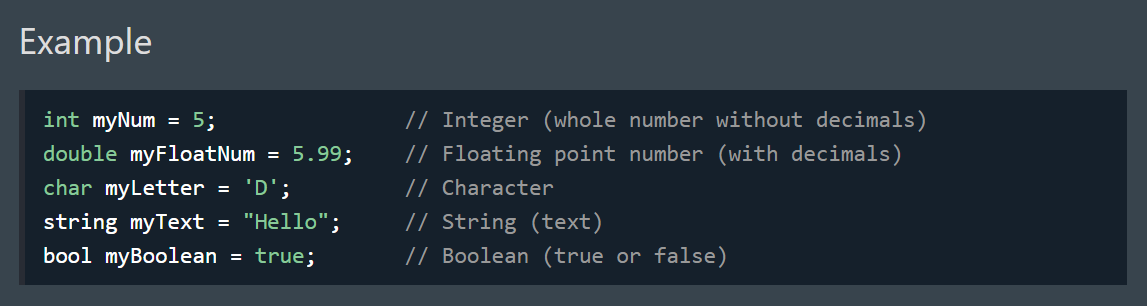 Example
int myNum = 5;               // Integer (whole number without decimals)
double myFloatNum = 5.99;    // Floating point number (with decimals)
char myLetter = 'D';         // Character
string myText = "Hello";     // String (text)
bool myBoolean = true;       // Boolean (true or false)